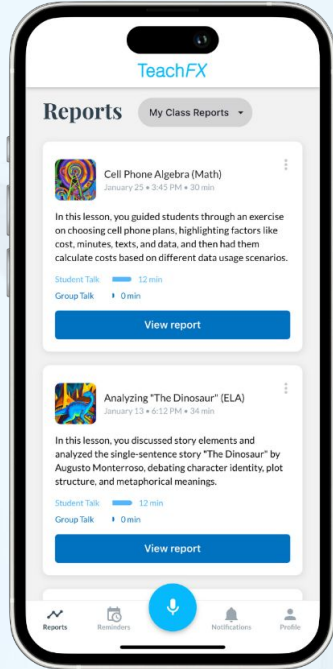 TeachFX
Reports
My Class Reports
Cell Phone Algebra (Math)
January 25 • 3:45 PM • 30 min
In this lesson, you guided students through an exercise
on choosing cell phone plans, highlighting factors like
cost, minutes, texts, and data, and then had them
calculate costs based on different data usage scenarios.
Student Talk 12 min
Group Talk 0 min
View report
Analyzing "The Dinosaur" (ELA)
January 13 • 6:12 PM • 34 min
In this lesson, you discussed story elements and
analyzed the single-sentence story "The Dinosaur" by
Augusto Monterroso, debating character identity, plot
structure, and metaphorical meanings.
Student Talk 12 min
Group Talk 0 min
View report
Reports Reminders Notifications Profile